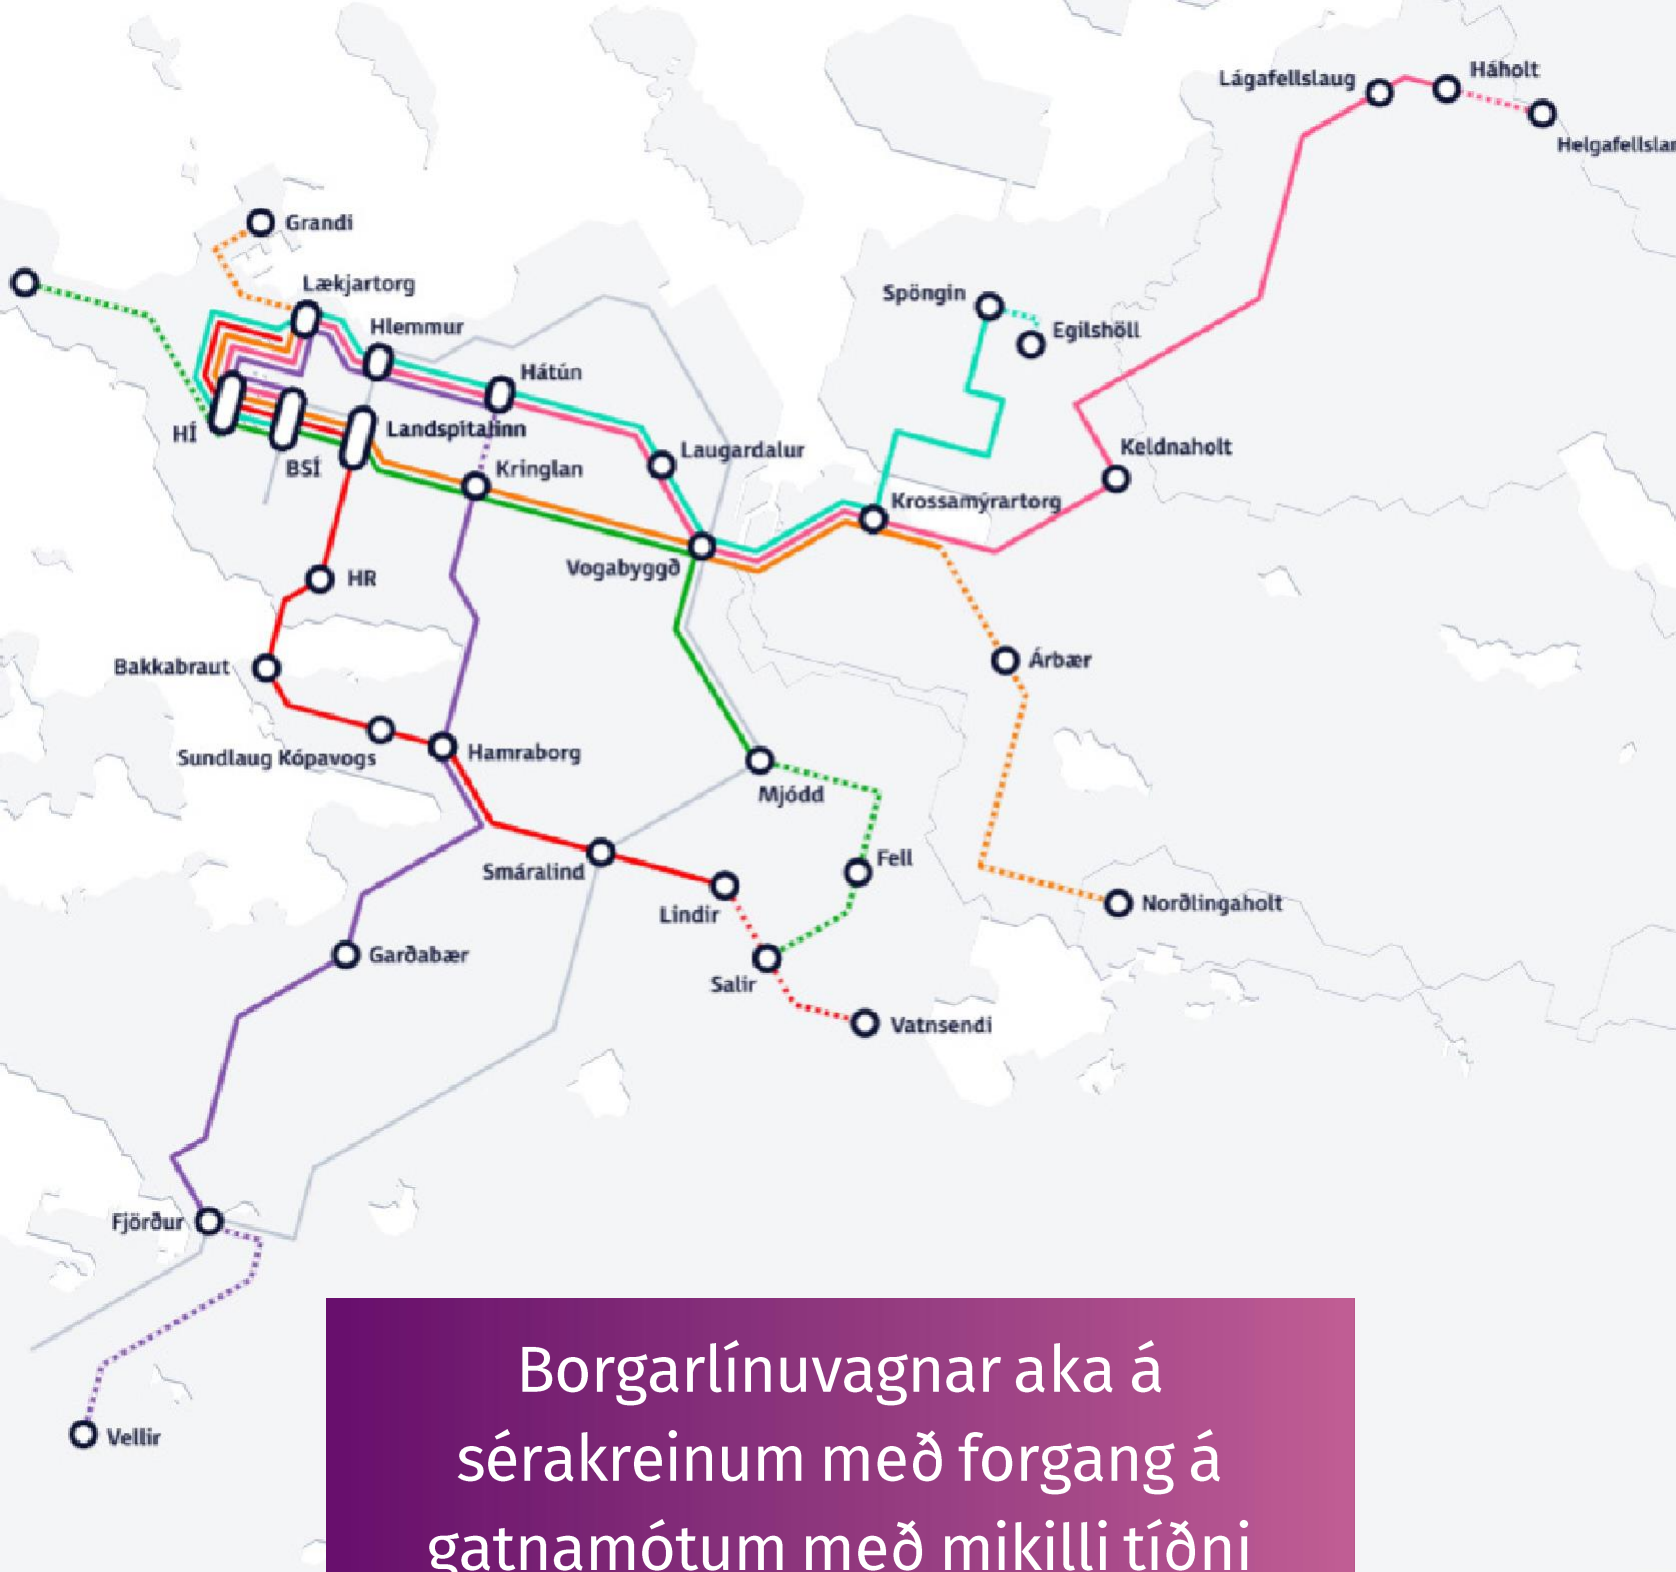 Lágafellslaug
Háholt
Helgafellslan
Grandi
Lækjartorg
Spöngin
Egilshöll
Hlemmur
Hátún
HÍ
Landspítalinn
BSÍ
Kringlan
Laugardalur
Keldnaholt
Krossamýrartorg
Vogabyggð
HR
Bakkabraut
Árbær
Sundlaug Kópavogs
Hamraborg
Mjódd
Smáralind
Fell
Lindir
Norðlingaholt
Garðabær
Salir
Vatnsendi
Fjörður
Vellir
Borgarlínuvagnar aka á
sérakreinum með forgang á
gatnamótum með mikilli tíðni